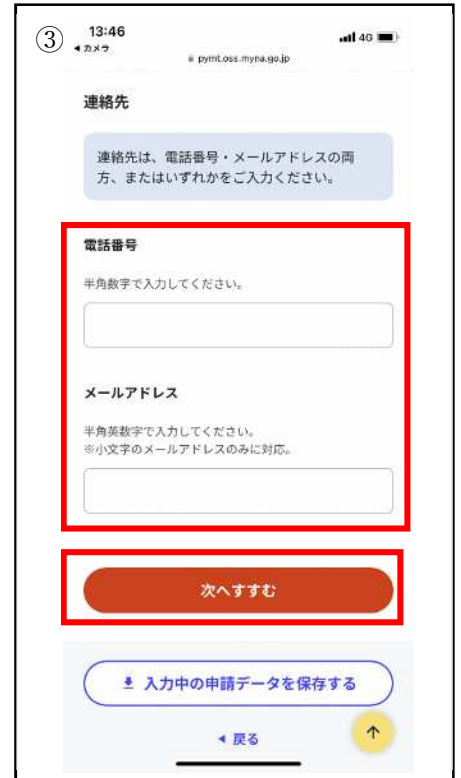 ③
13:46
4G
◀ カメラ
pymt.oss.myna.go.jp
連絡先
連絡先は、電話番号・メールアドレスの両
方、またはいずれかをご入力ください。
電話番号
半角数字で入力してください。
メールアドレス
半角英数字で入力してください。
※小文字のメールアドレスのみに対応。
次へすすむ
入力中の申請データを保存する
◀ 戻る
↑